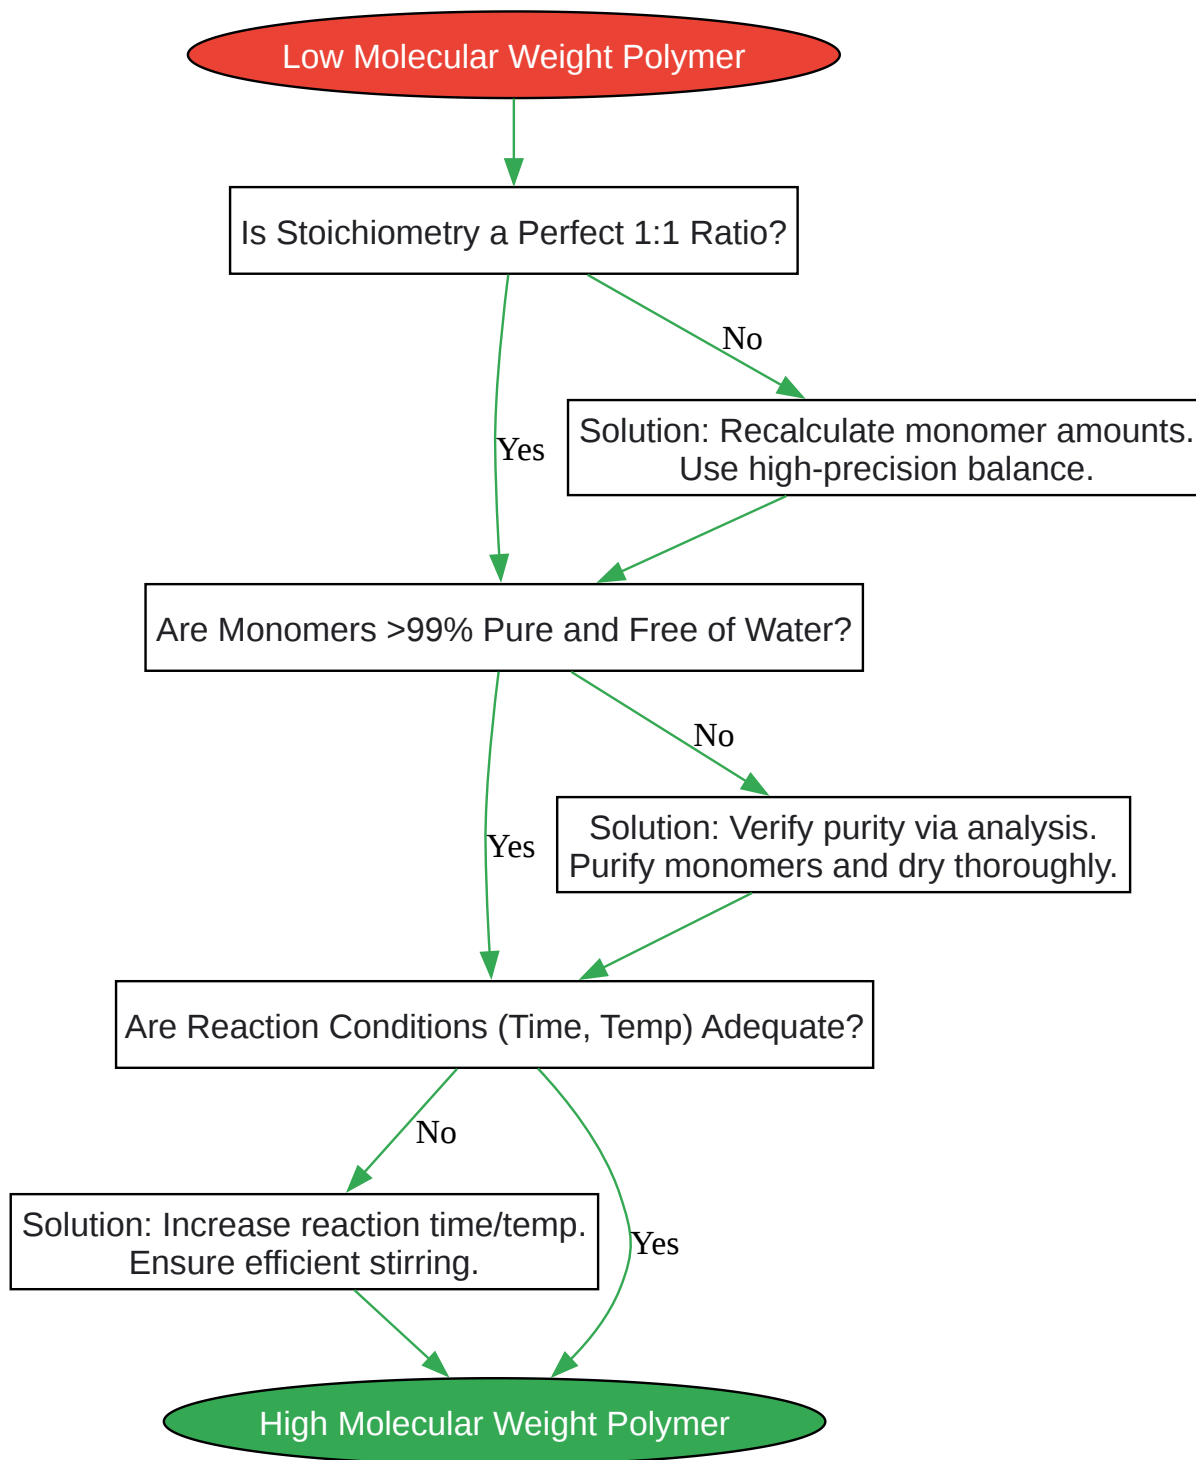 Low Molecular Weight Polymer
Is Stoichiometry a Perfect 1:1 Ratio?
No
Solution: Recalculate monomer amounts.
Use high-precision balance.
Yes
Are Monomers >99% Pure and Free of Water?
No
Solution: Verify purity via analysis.
Purify monomers and dry thoroughly.
Yes
Are Reaction Conditions (Time, Temp) Adequate?
No
Solution: Increase reaction time/temp.
Ensure efficient stirring.
Yes
High Molecular Weight Polymer